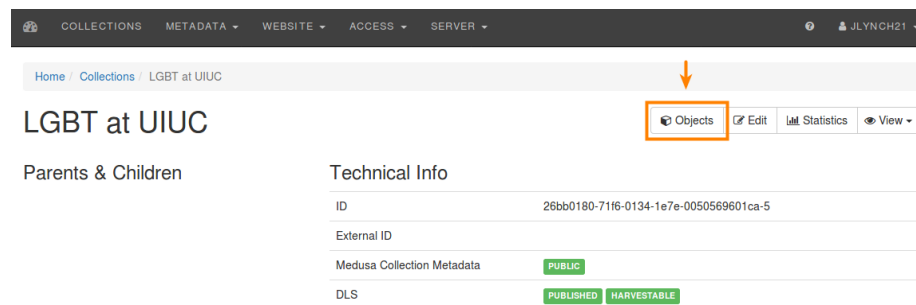 COLLECTIONS METADATA WEBSITE ACCESS SERVER JLYNCH21
Home / Collections / LGBT at UIUC
LGBT at UIUC Objects Edit Statistics View
Parents & Children Technical Info
ID 26bb0180-71f6-0134-1e7e-0050569601ca-5
External ID
Medusa Collection Metadata PUBLIC
DLS PUBLISHED HARVESTABLE